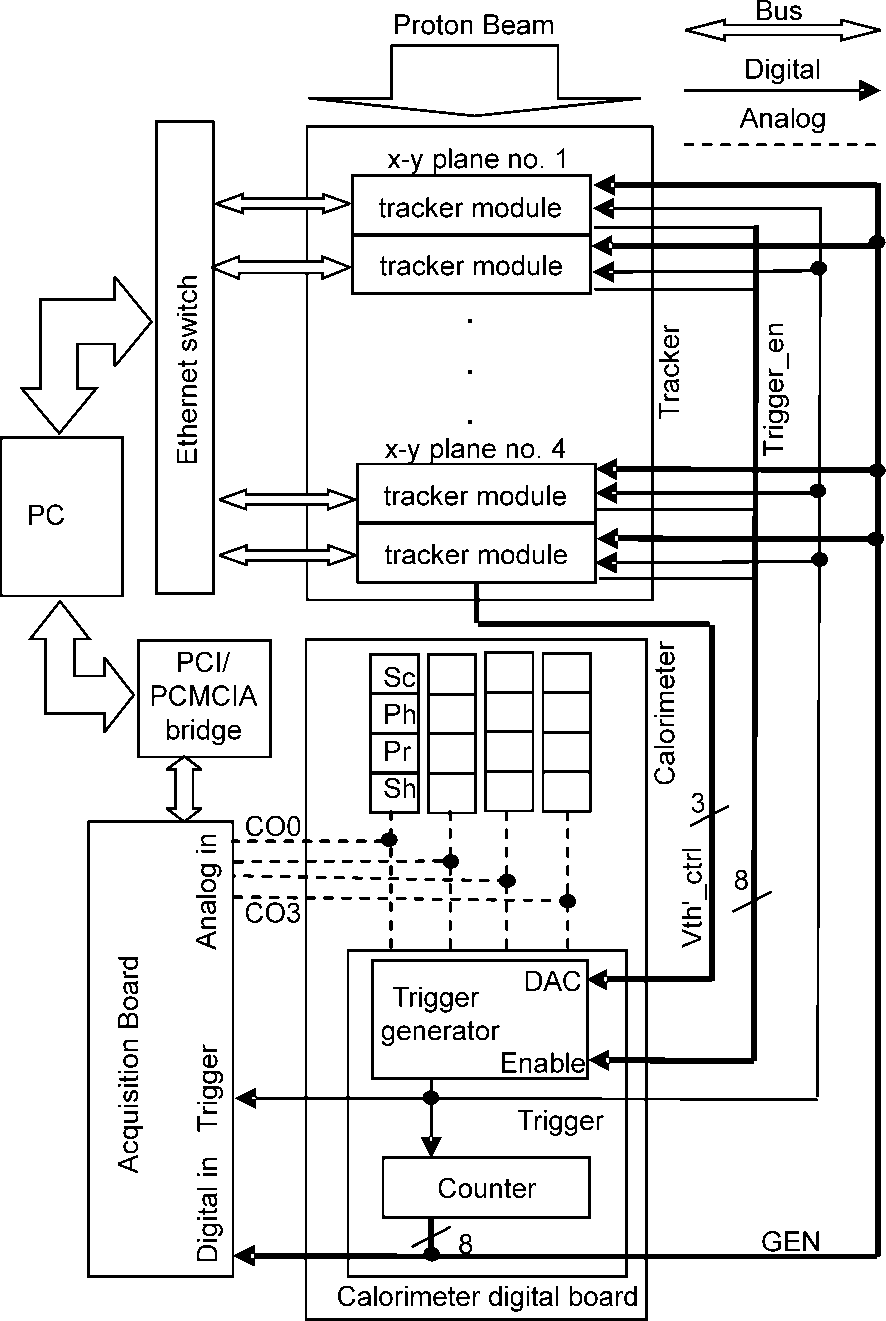 Proton Beam
Bus
Digital
Analog
x-y plane no. 1
tracker module
tracker module
.
.
.
x-y plane no. 4
tracker module
tracker module
Tracker
Trigger_en
Ethernet switch
PC
PCI/
PCMCIA
bridge
Sc
Ph
Pr
Sh
Calorimeter
3
Vth'_ctrl
8
CO0
CO3
Analog in
Acquisition Board
Trigger
Digital in
Trigger
generator
DAC
Enable
Trigger
Counter
8
GEN
Calorimeter digital board